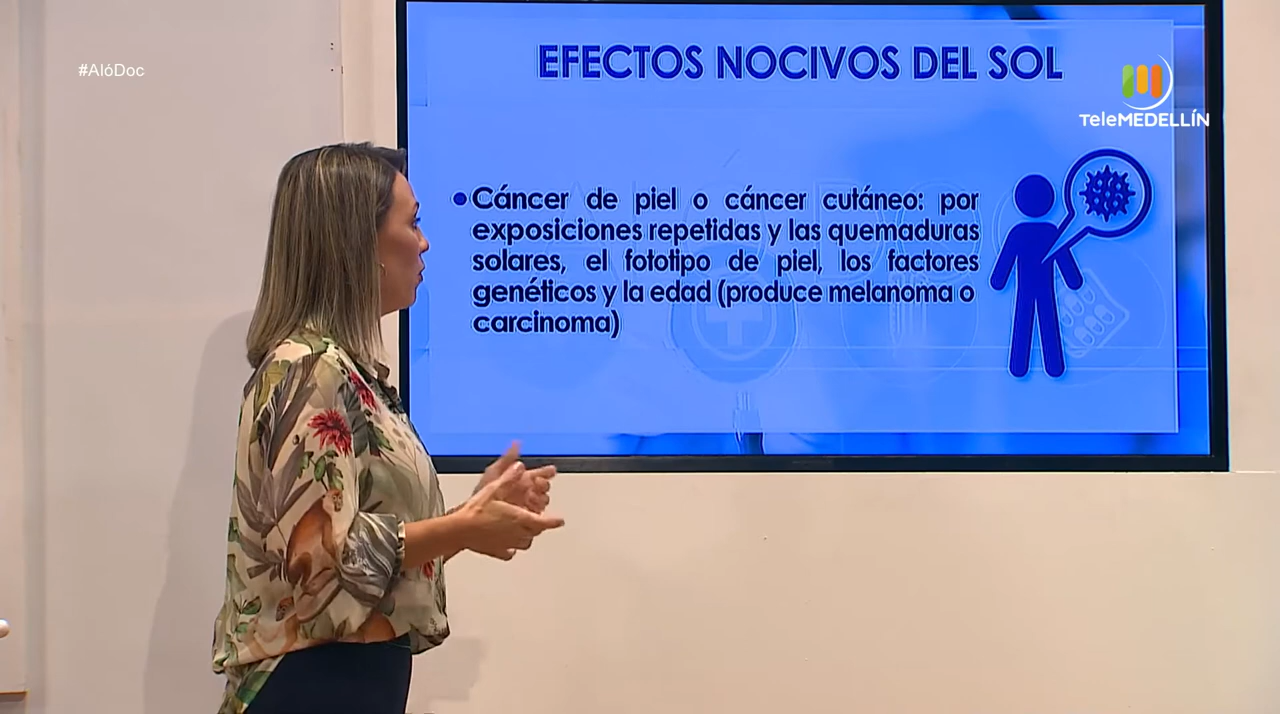 #AlóDoc
EFECTOS NOCIVOS DEL SOL
TeleMEDELLÍN
•Cáncer de piel o cáncer cutáneo: por
exposiciones repetidas y las quemaduras
solares, el fototipo de piel, los factores
genéticos y la edad (produce melanoma o
carcinoma)